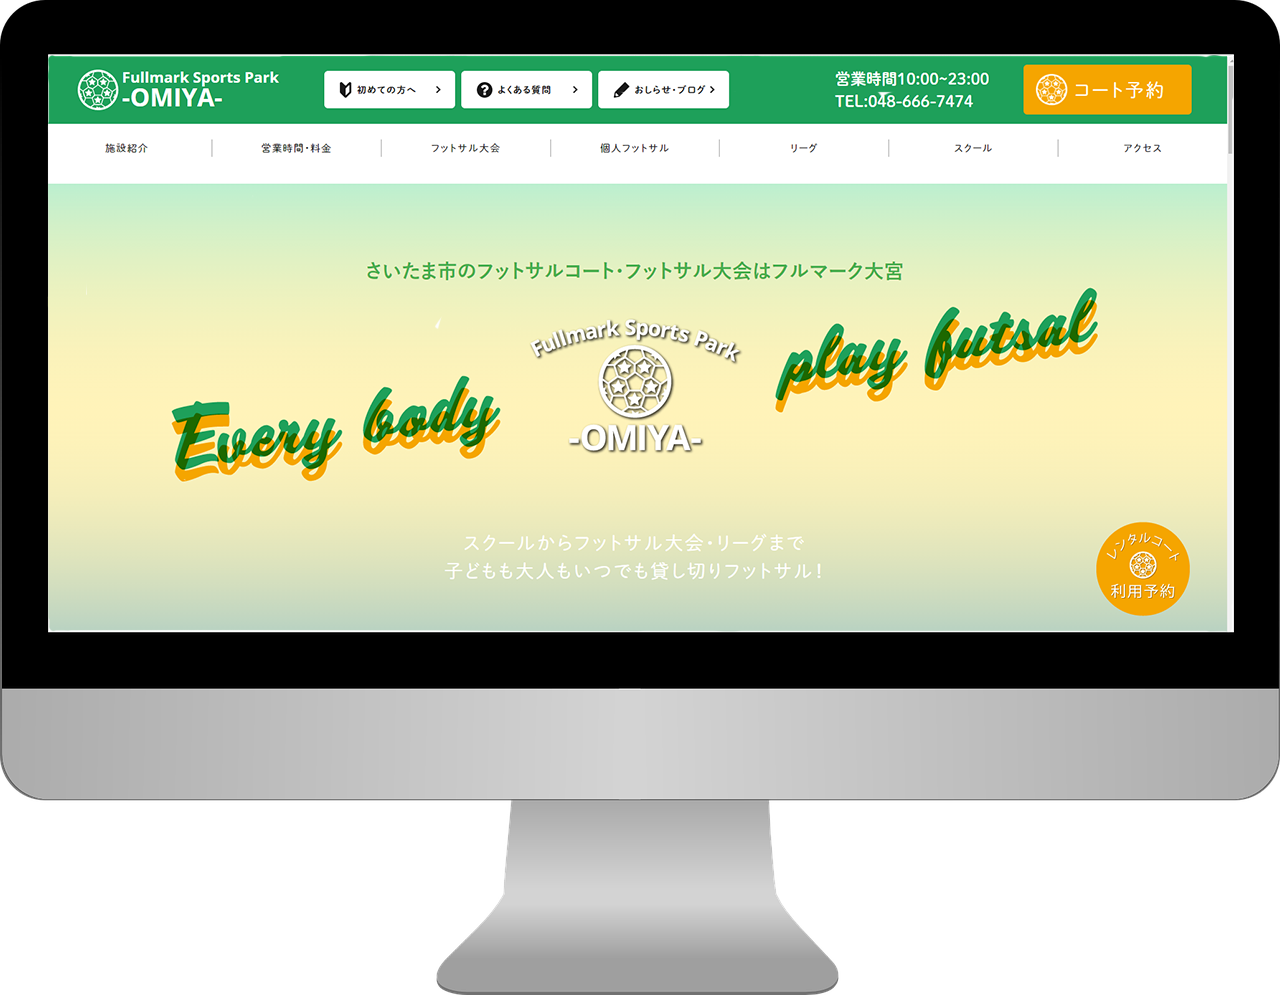 Fullmark Sports Park
-OMIYA-
初めての方へ
よくある質問
おしらせ・ブログ
営業時間10:00~23:00
TEL:048-666-7474
コート予約
施設紹介
営業時間・料金
フットサル大会
個人フットサル
リーグ
スクール
アクセス
さいたま市のフットサルコート・フットサル大会はフルマーク大宮
Every body
Fullmark Sports Park
-OMIYA-
play futsal
スクールからフットサル大会・リーグまで
子どもも大人もいつでも貸し切りフットサル！
レンタルコート
利用予約